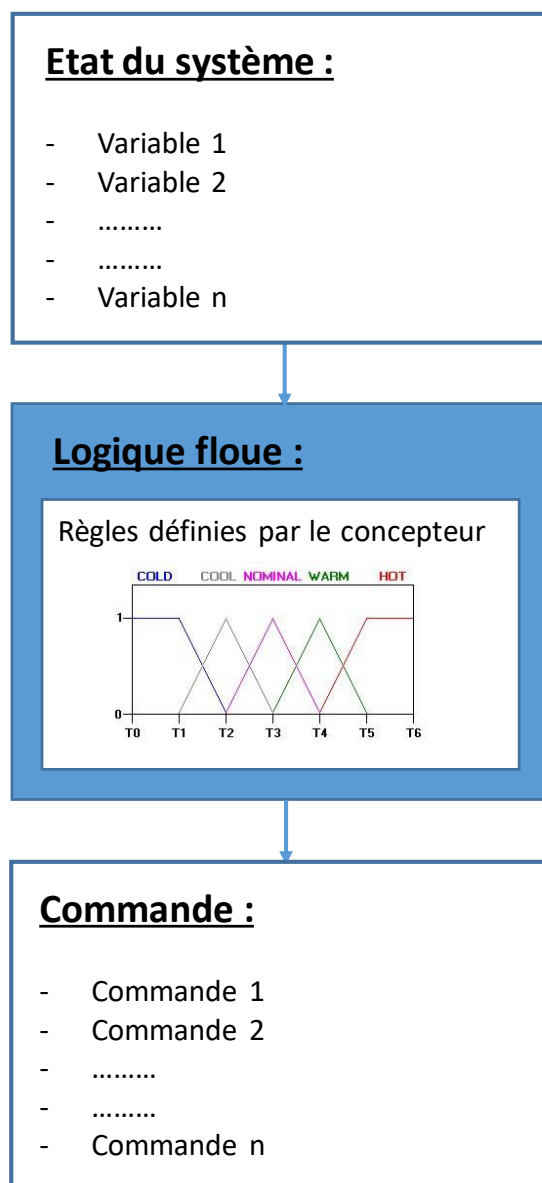 Etat du système :
- Variable 1
- Variable 2
- ………
- ………
- Variable n
Logique floue :
Règles définies par le concepteur
COLD COOL NOMINAL WARM HOT
1
0
T0 T1 T2 T3 T4 T5 T6
Commande :
- Commande 1
- Commande 2
- ………
- ………
- Commande n